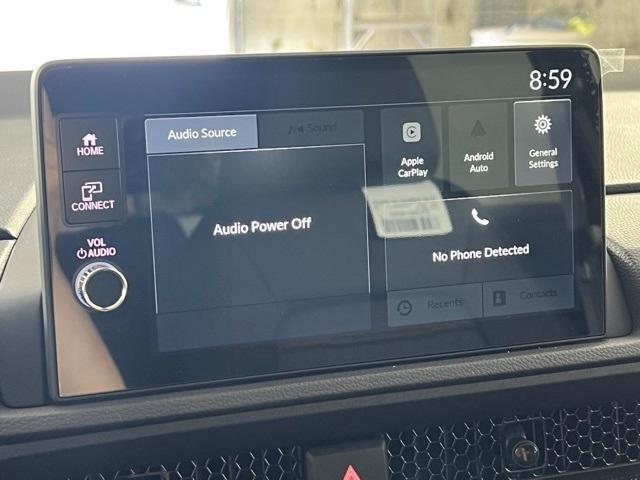 8:59
HOME
CONNECT
VOL
AUDIO
Audio Source
Sound
Audio Power Off
Apple
CarPlay
Android
Auto
General
Settings
No Phone Detected
Recents
Contacts